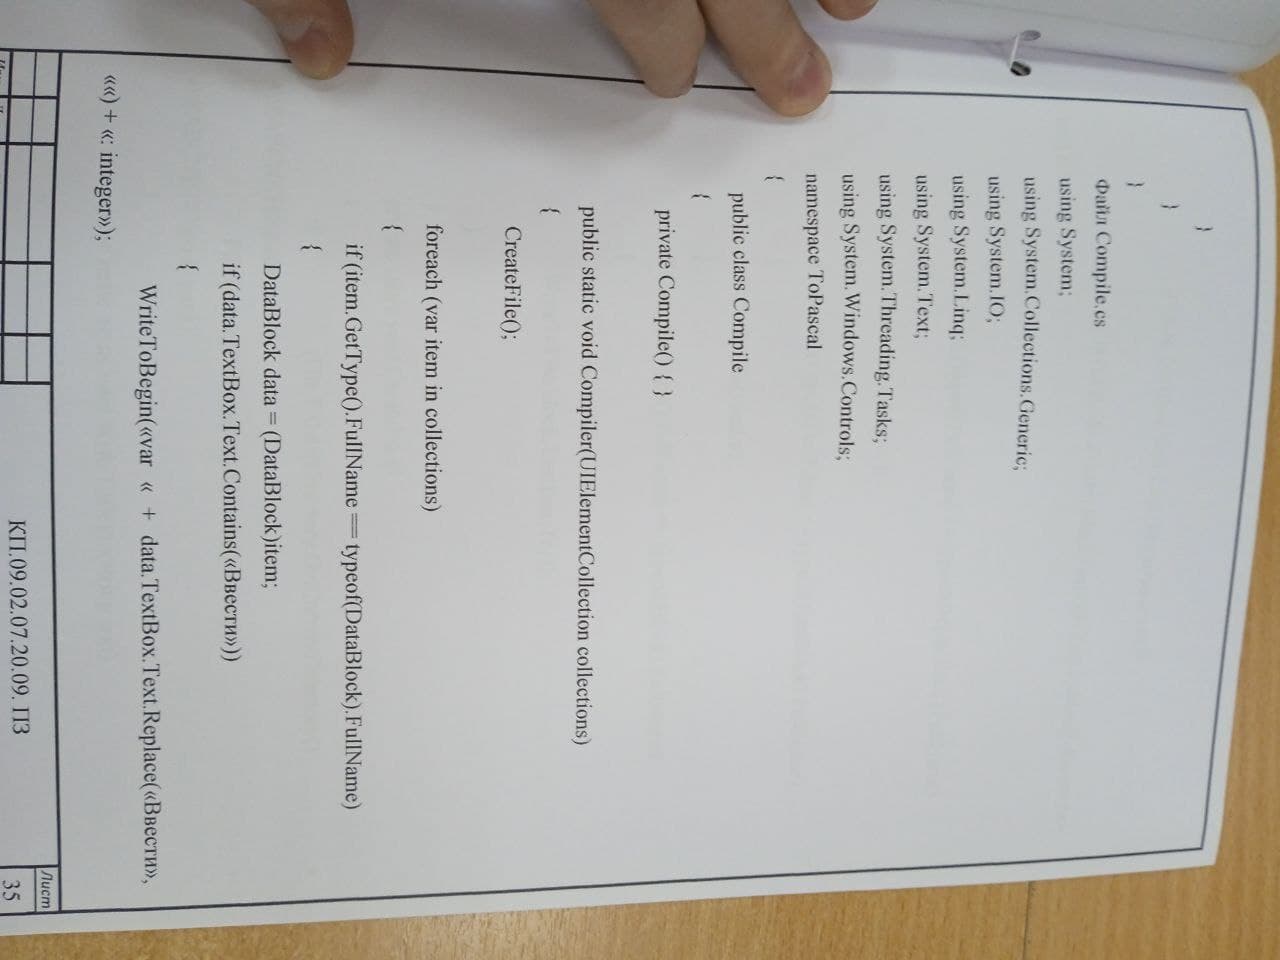 }
}
}
Файл Compile.cs
using System;
using System.Collections.Generic;
using System.IO;
using System.Linq;
using System.Text;
using System.Threading.Tasks;
using System.Windows.Controls;
namespace ToPascal
{
public class Compile
{
private Compile() { }
public static void Compiler(UIElementCollection collections)
{
CreateFile();
foreach (var item in collections)
{
if (item.GetType().FullName == typeof(DataBlock).FullName)
{
DataBlock data = (DataBlock)item;
if (data.TextBox.Text.Contains(«Ввести»))
{
WriteToBegin(«var « + data.TextBox.Text.Replace(«Ввести»,
««) + «: integer»);
КП.09.02.07.20.09. ПЗ
Лист
35